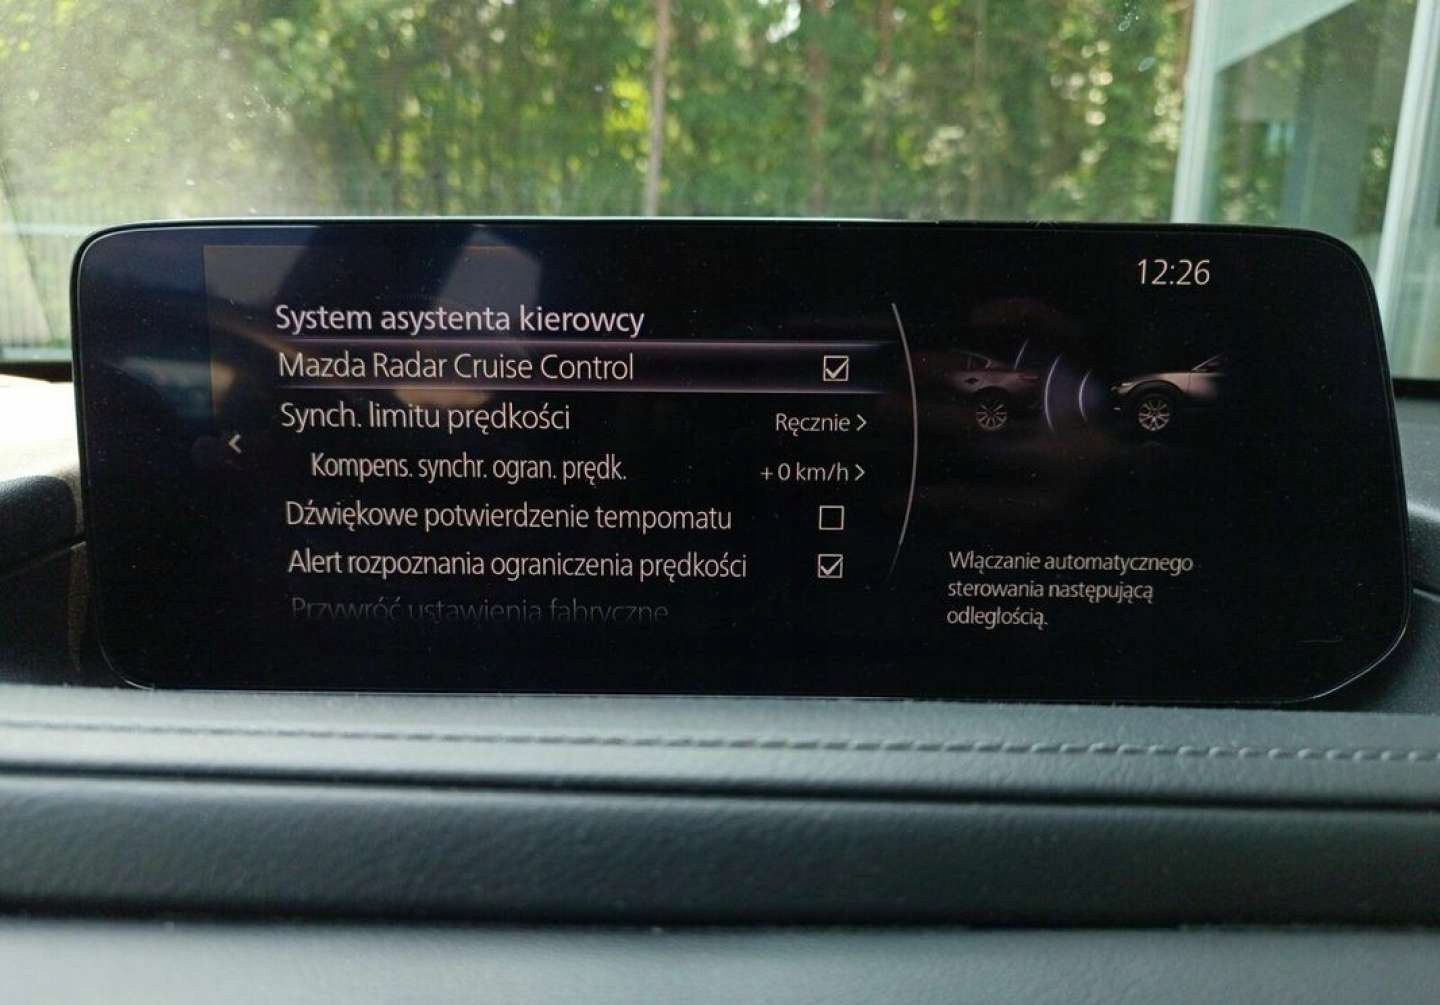 12:26
System asystenta kierowcy
Mazda Radar Cruise Control
Synch. limitu prędkości Ręcznie >
Kompens. synchr. ogran. prędk. + 0 km/h >
Dźwiękowe potwierdzenie tempomatu
Alert rozpoznania ograniczenia prędkości
Przywróć ustawienia fabryczne
Włączanie automatycznego
sterowania następującą
odległością.